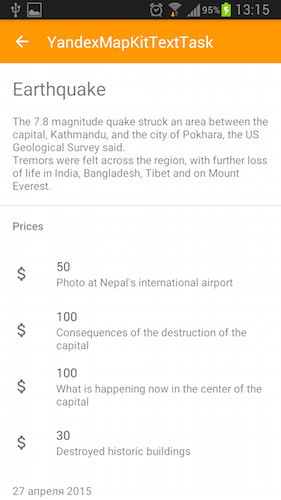 95% 13:15
YandexMapKitTextTask
Earthquake
The 7.8 magnitude quake struck an area between the
capital, Kathmandu, and the city of Pokhara, the US
Geological Survey said.
Tremors were felt across the region, with further loss
of life in India, Bangladesh, Tibet and on Mount
Everest.
Prices
$ 50
Photo at Nepal's international airport
$ 100
Consequences of the destruction of the
capital
$ 100
What is happening now in the center of the
capital
$ 30
Destroyed historic buildings
27 апреля 2015